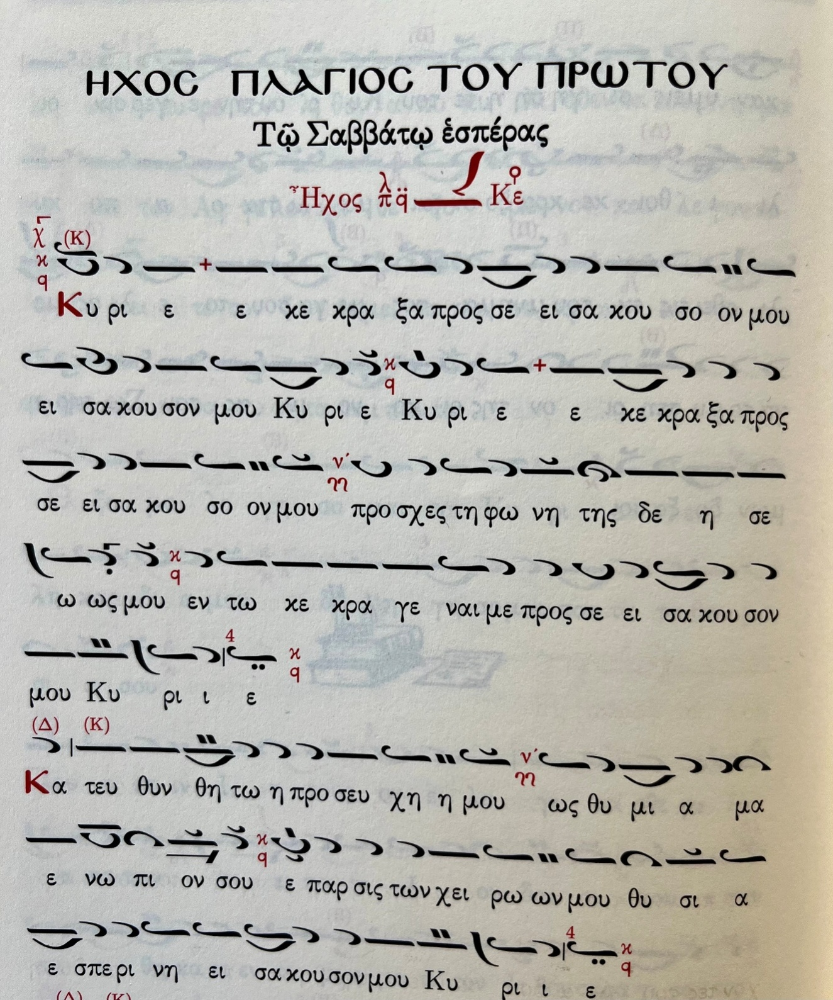 ΗΧΟϹ ΠΛΑΓΙΟϹ ΤΟΥ ΠΡΩΤΟΥ
Τῷ Σαββάτῳ ἑσπέρας
Ἦχος λ π q̈ Κε
(Κ)
Κυ ρι ε ε κε κρα ξα προς σε ει σα κου σο ον μου
ει σα κου σον μου Κυ ρι ε Κυ ρι ε ε κε κρα ξα προς
σε ει σα κου σο ον μου προ σχες τη φω νη της δε η σε
ω ως μου εν τω κε κρα γε ναι με προς σε ει σα κου σον
4
μου Κυ ρι ι ε
(Δ) (Κ)
Κα τευ θυν θη τω η προ σευ χη η μου ως θυ μι α μα
ε νω πι ον σου ε παρ σις των χει ρω ων μου θυ σι α
4
ε σπε ρι νη ει σα κου σον μου Κυ ρι ι ε
(Δ) (Κ)